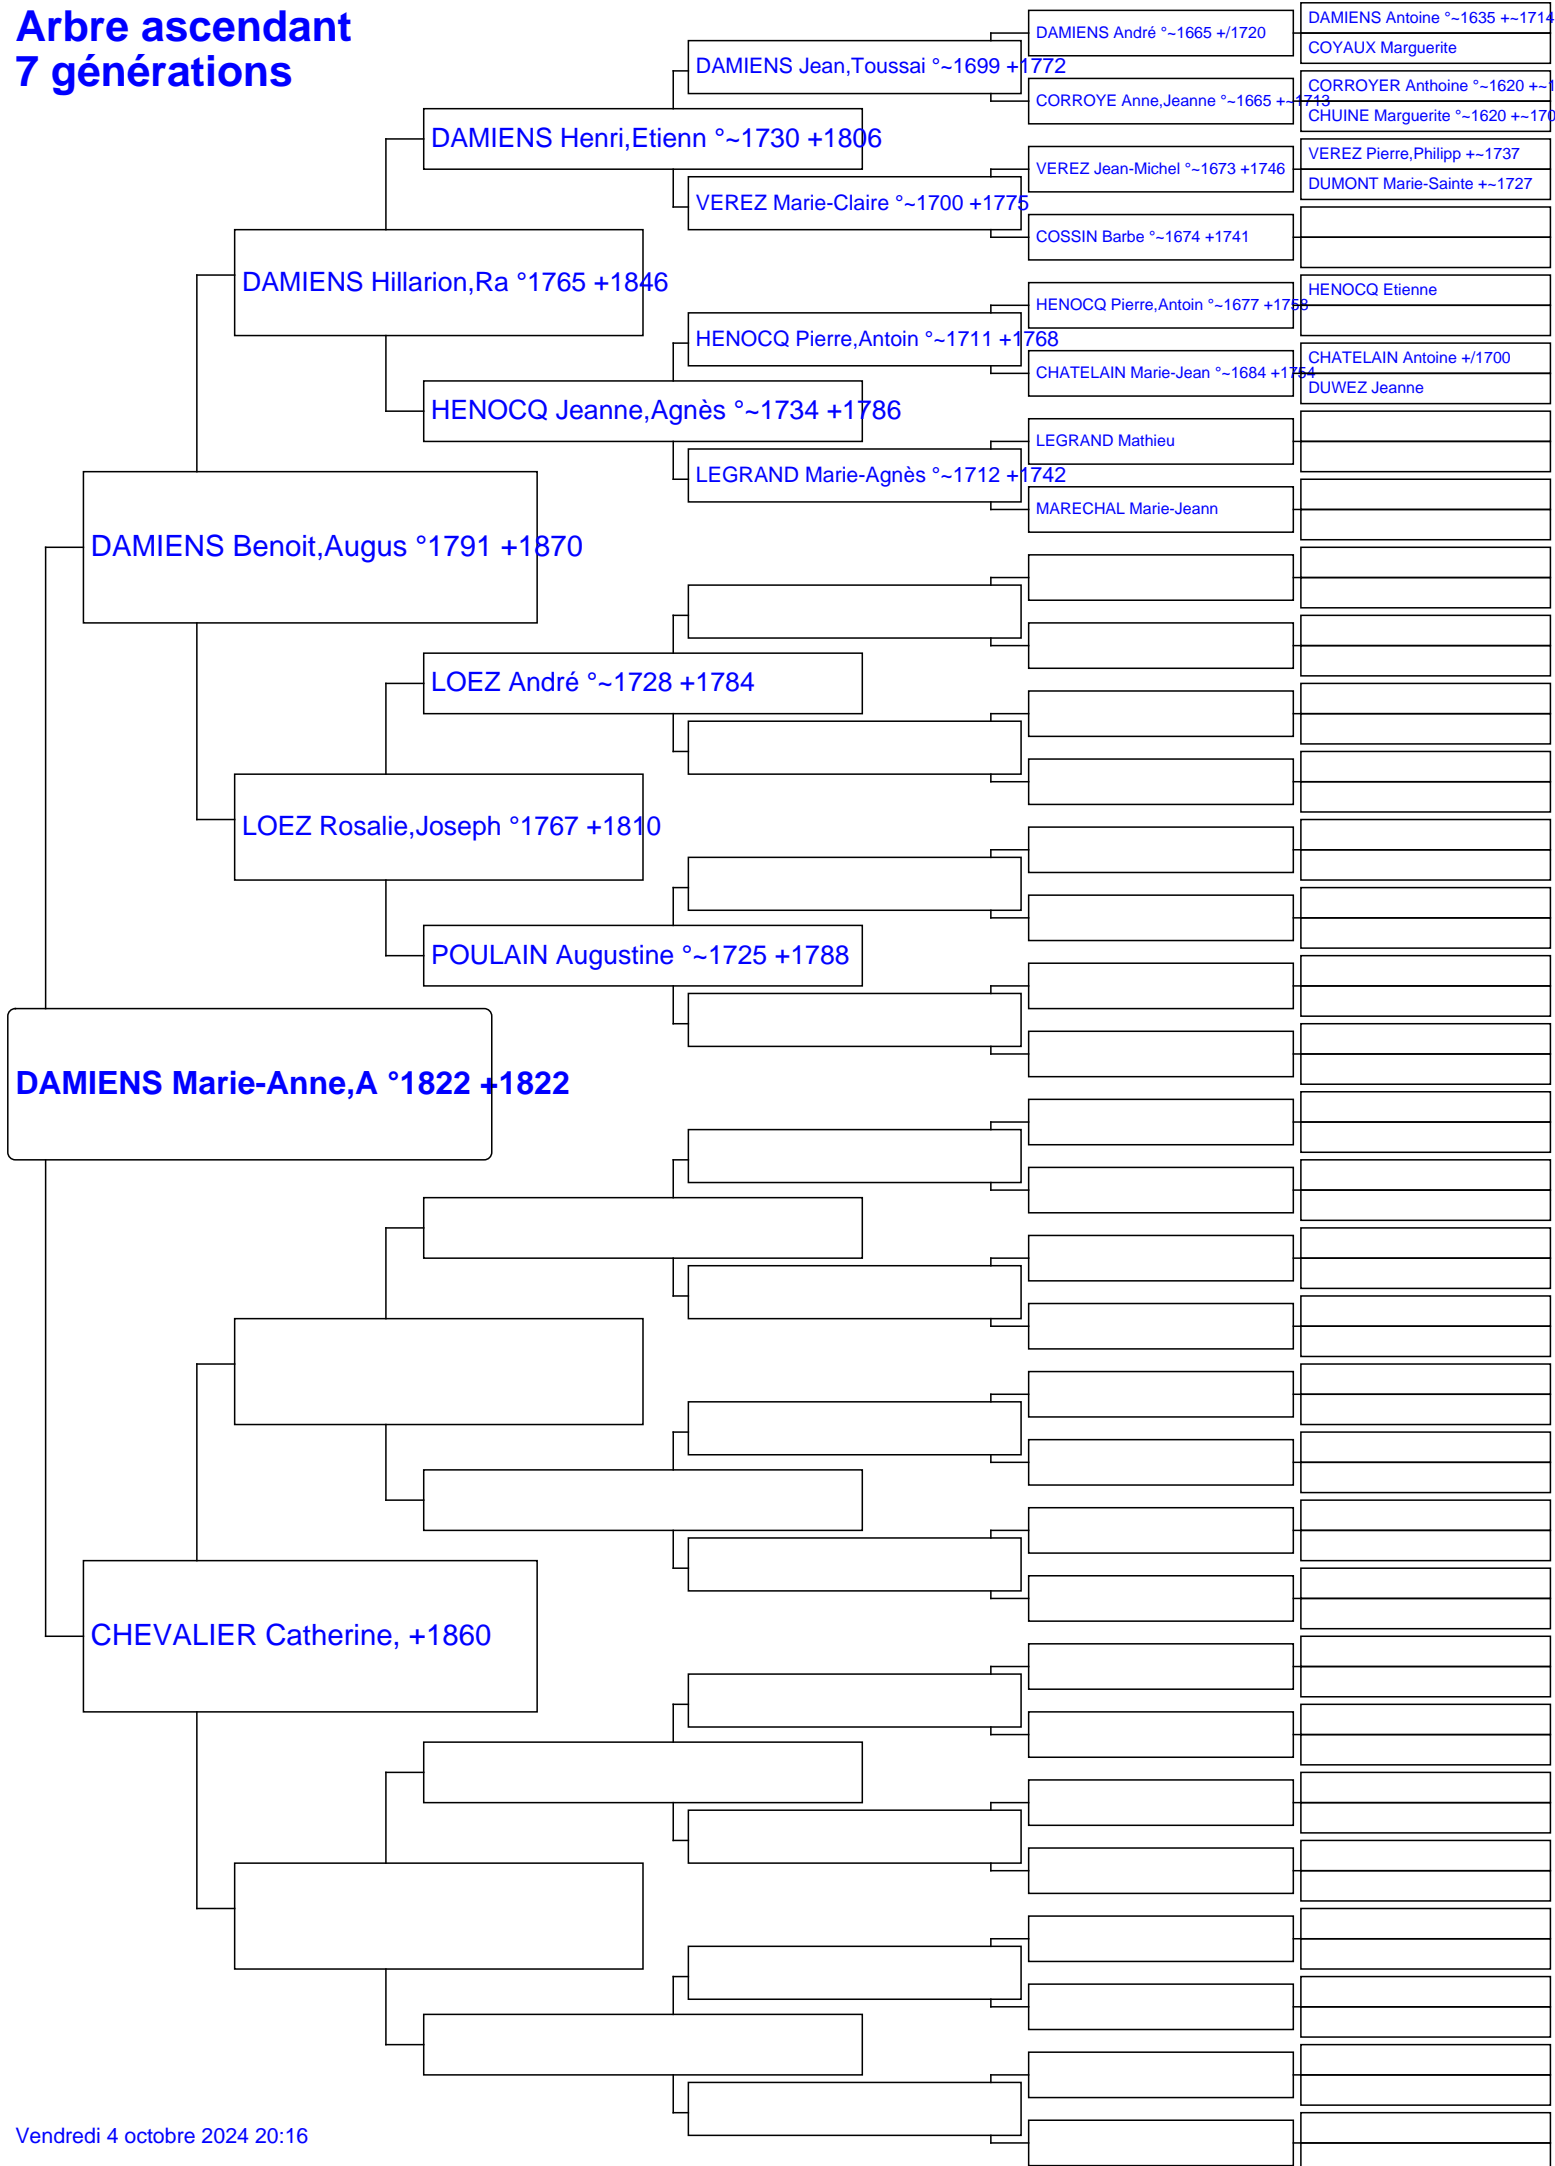 Arbre ascendant
7 générations
DAMIENS Antoine °~1635 +~1714
DAMIENS André °~1665 +/1720
COYAUX Marguerite
DAMIENS Jean,Toussai °~1699 +1772
CORROYER Anthoine °~1620 +~1
CORROYE Anne,Jeanne °~1665 +~1713
CHUINE Marguerite °~1620 +~170
DAMIENS Henri,Etienn °~1730 +1806
VEREZ Pierre,Philipp +~1737
VEREZ Jean-Michel °~1673 +1746
DUMONT Marie-Sainte +~1727
VEREZ Marie-Claire °~1700 +1775
COSSIN Barbe °~1674 +1741
DAMIENS Hillarion,Ra °1765 +1846
HENOCQ Etienne
HENOCQ Pierre,Antoin °~1677 +1758
HENOCQ Pierre,Antoin °~1711 +1768
CHATELAIN Antoine +/1700
CHATELAIN Marie-Jean °~1684 +1754
DUWEZ Jeanne
HENOCQ Jeanne,Agnès °~1734 +1786
LEGRAND Mathieu
LEGRAND Marie-Agnès °~1712 +1742
MARECHAL Marie-Jeann
DAMIENS Benoit,Augus °1791 +1870
LOEZ André °~1728 +1784
LOEZ Rosalie,Joseph °1767 +1810
POULAIN Augustine °~1725 +1788
DAMIENS Marie-Anne,A °1822 +1822
CHEVALIER Catherine, +1860
Vendredi 4 octobre 2024 20:16